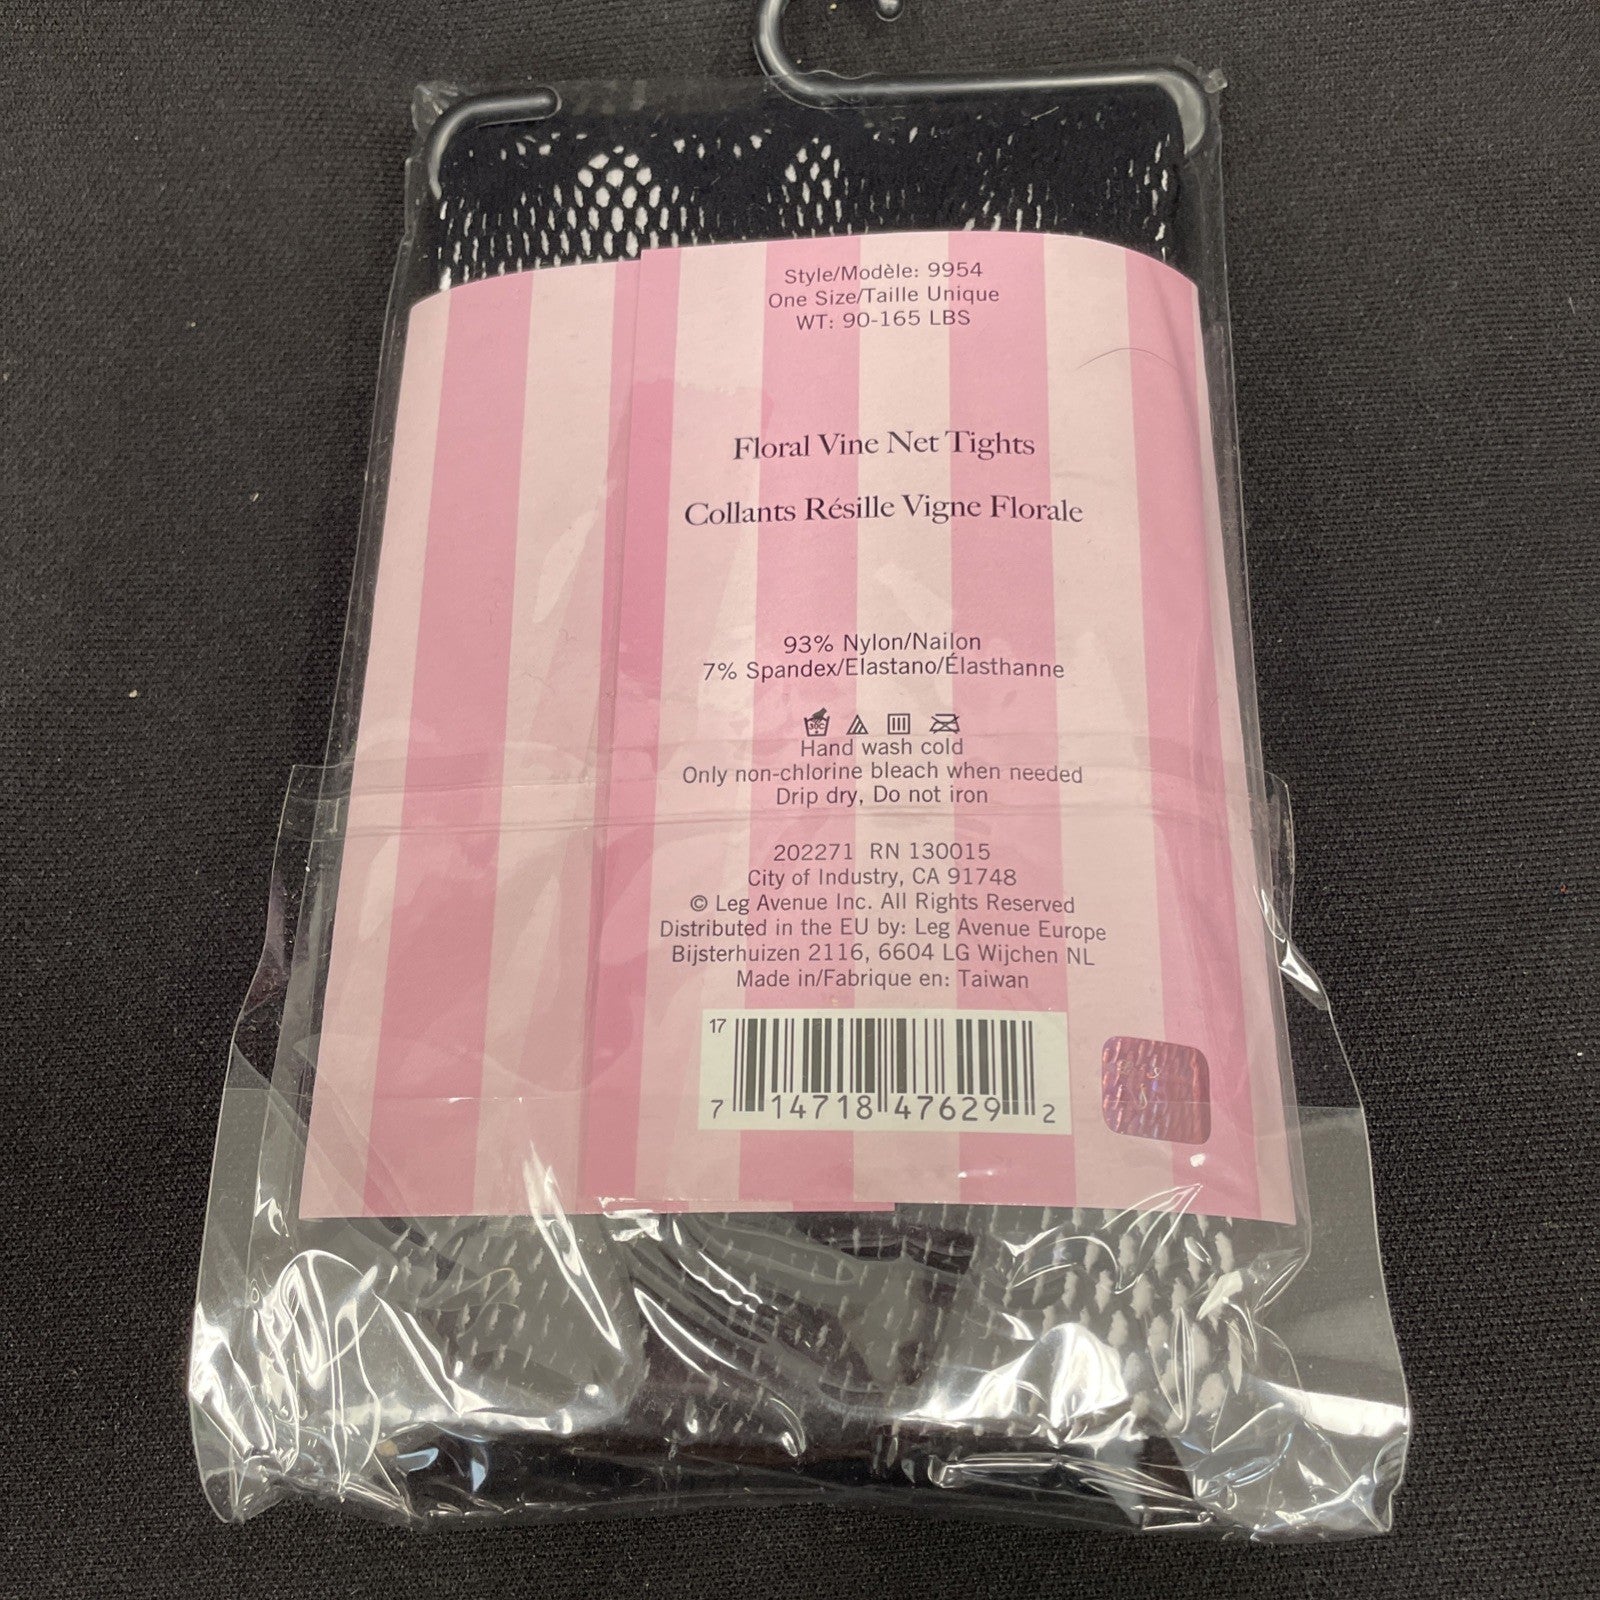 Style/Modèle: 9954
One Size/Taille Unique
WT: 90-165 LBS
Floral Vine Net Tights
Collants Résille Vigne Florale
93% Nylon/Nailon
7% Spandex/Elastano/Élasthanne
30C
Hand wash cold
Only non-chlorine bleach when needed
Drip dry, Do not iron
202271 RN 130015
City of Industry, CA 91748
© Leg Avenue Inc. All Rights Reserved
Distributed in the EU by: Leg Avenue Europe
Bijsterhuizen 2116, 6604 LG Wijchen NL
Made in/Fabrique en: Taiwan
17
7 14718 47629 2